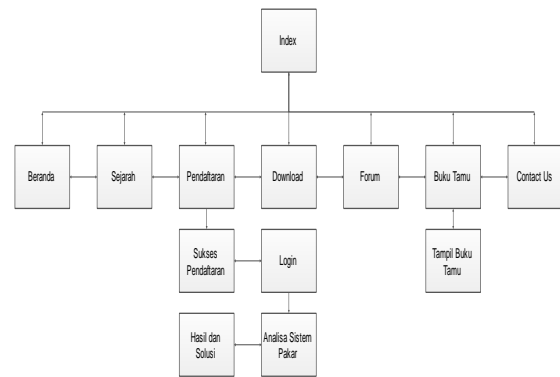 Index
Beranda
Sejarah
Pendaftaran
Download
Forum
Buku Tamu
Contact Us
Sukses
Pendaftaran
Login
Tampil Buku
Tamu
Hasil dan
Solusi
Analisa Sistem
Pakar